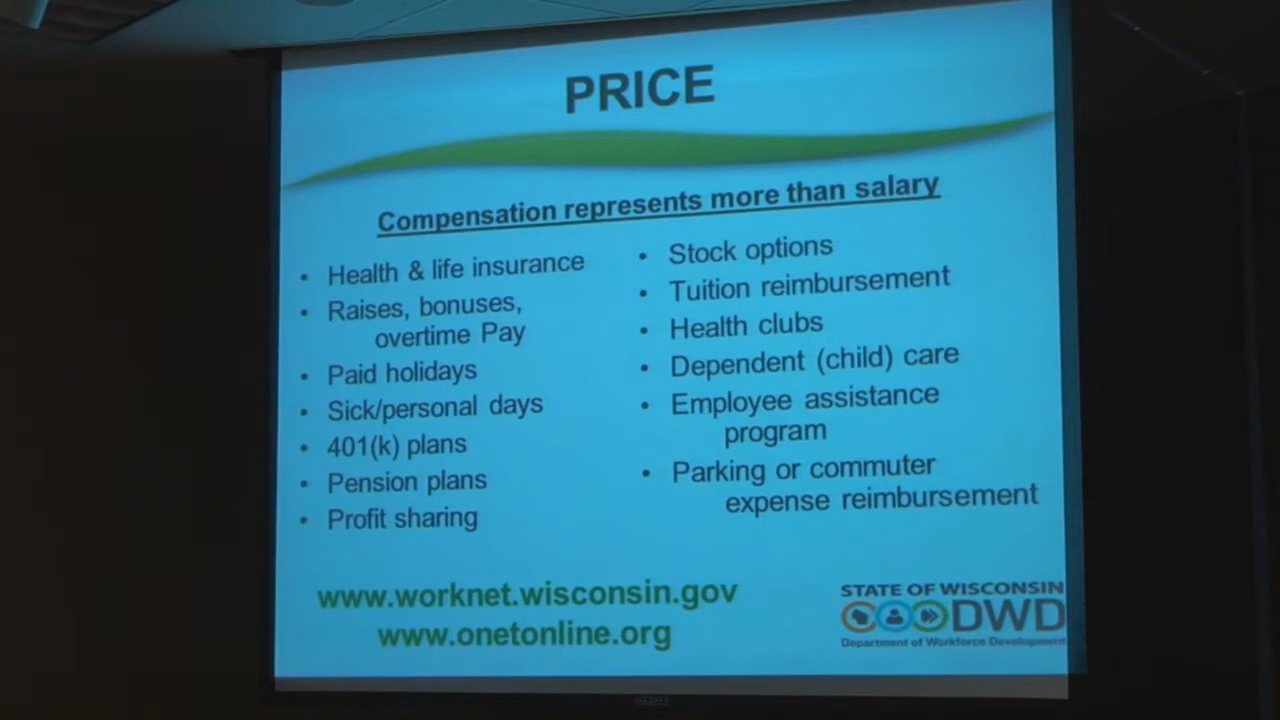 PRICE
Compensation represents more than salary
• Health & life insurance
• Raises, bonuses,
overtime Pay
• Paid holidays
• Sick/personal days
• 401(k) plans
• Pension plans
• Profit sharing
• Stock options
• Tuition reimbursement
• Health clubs
• Dependent (child) care
• Employee assistance
program
• Parking or commuter
expense reimbursement
www.worknet.wisconsin.gov
www.onetonline.org
STATE OF WISCONSIN
DWD
Department of Workforce Development